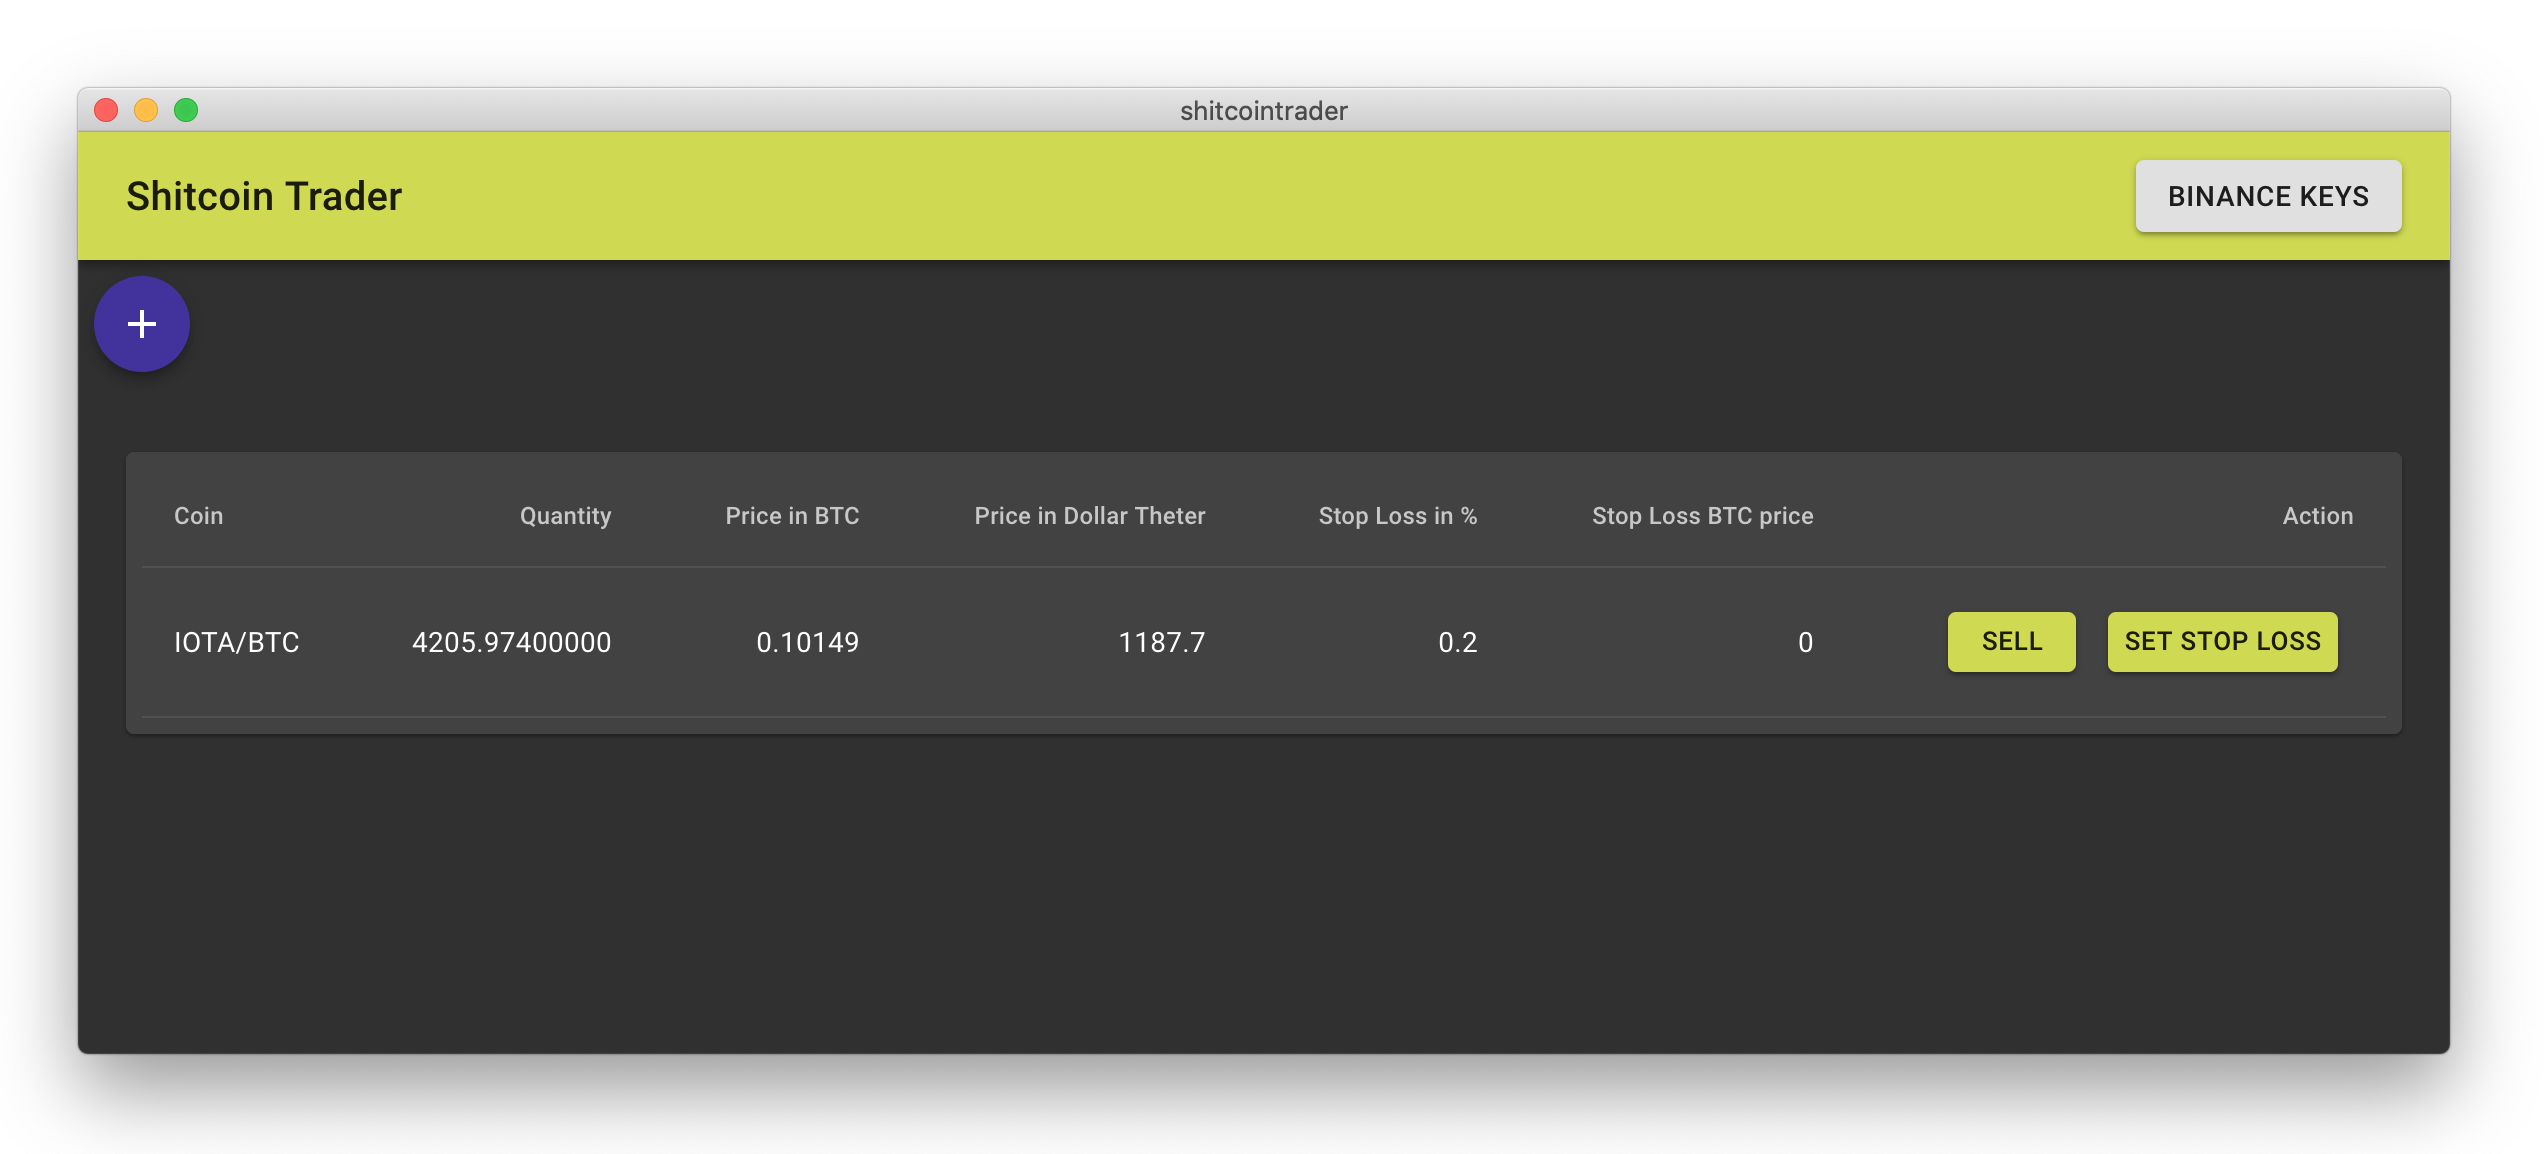 shitcointrader
Shitcoin Trader
BINANCE KEYS
+
Coin Quantity Price in BTC Price in Dollar Theter Stop Loss in % Stop Loss BTC price Action
IOTA/BTC 4205.97400000 0.10149 1187.7 0.2 0 SELL SET STOP LOSS